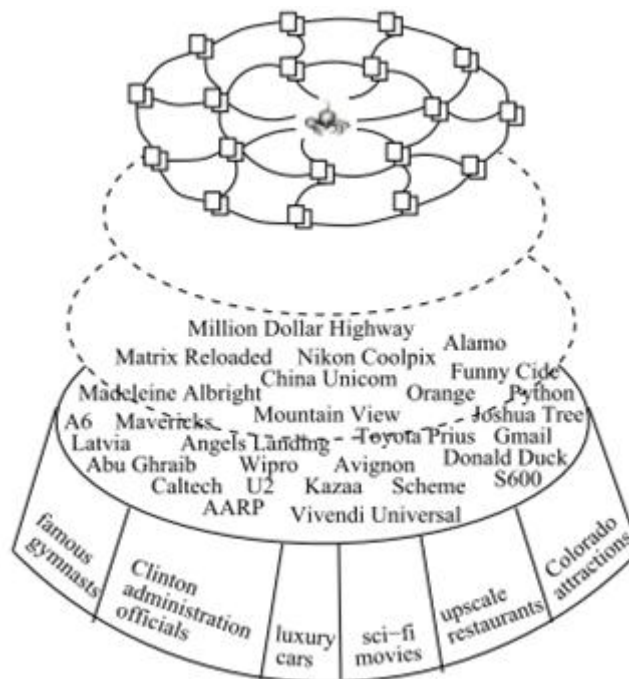 Million Dollar Highway
Alamo
Matrix Reloaded Nikon Coolpix
Funny Cide
China Unicom
Madeleine Albright Orange Python
A6 Mavericks Mountain View Joshua Tree
Latvia Angels Landing Toyota Prius Gmail
Abu Ghraib Wipro Avignon Donald Duck
Caltech U2 Kazaa Scheme S600
AARP Vivendi Universal
famous
gymnasts
Clinton
administration
officials
luxury
cars
sci-fi
movies
upscale
restaurants
Colorado
attractions